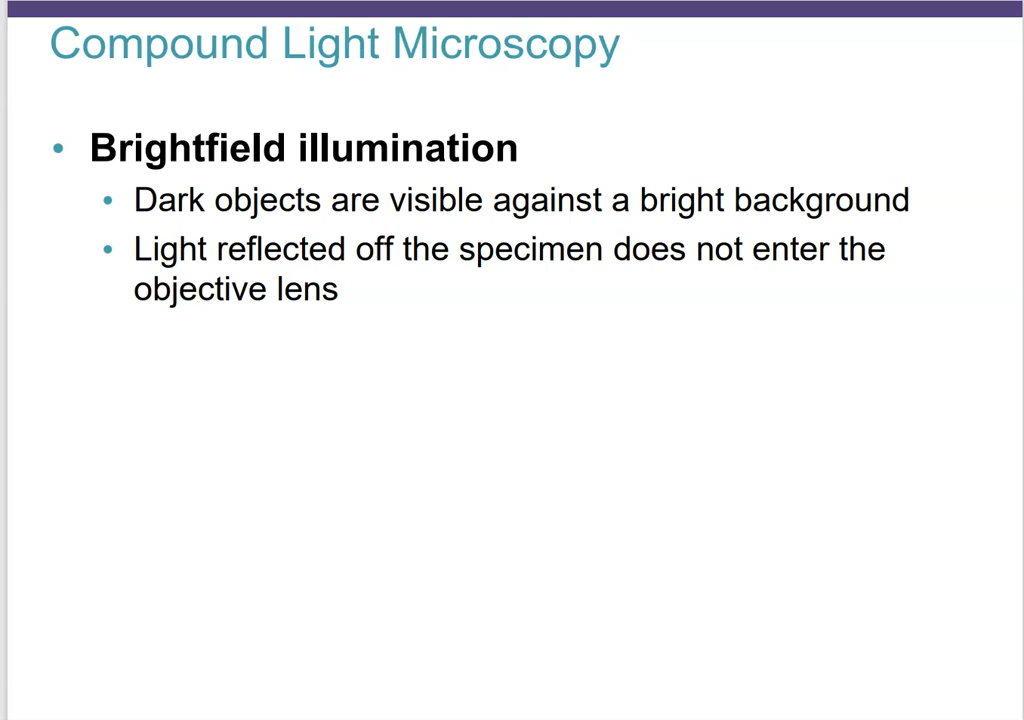 Compound Light Microscopy
• Brightfield illumination
• Dark objects are visible against a bright background
• Light reflected off the specimen does not enter the
objective lens